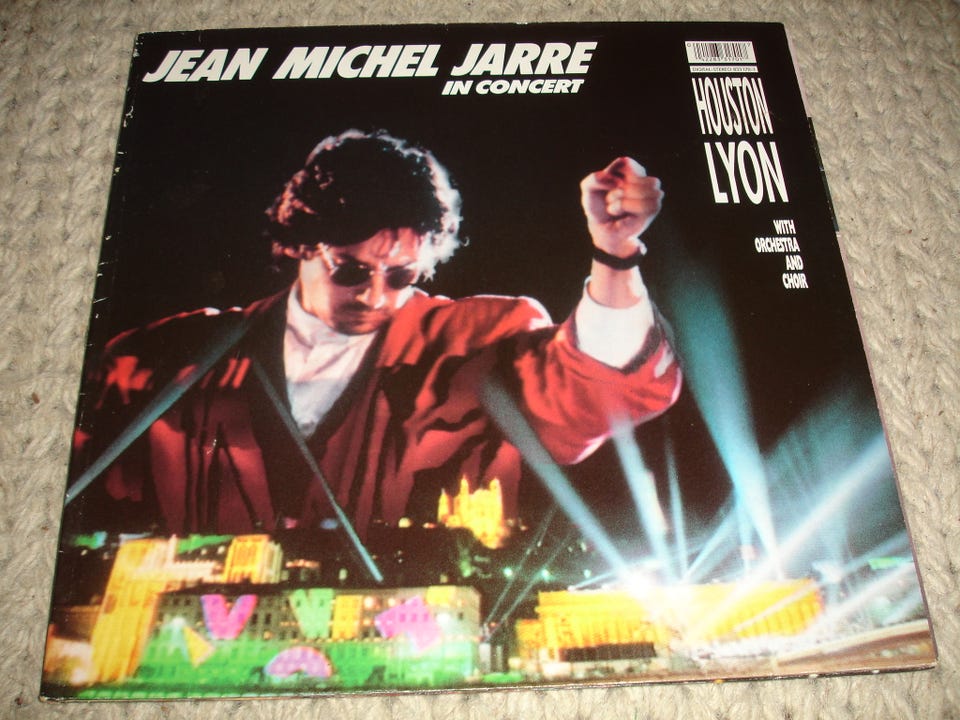 JEAN MICHEL JARRE
IN CONCERT
HOUSTON
LYON
WITH
ORCHESTRA
AND
CHOIR